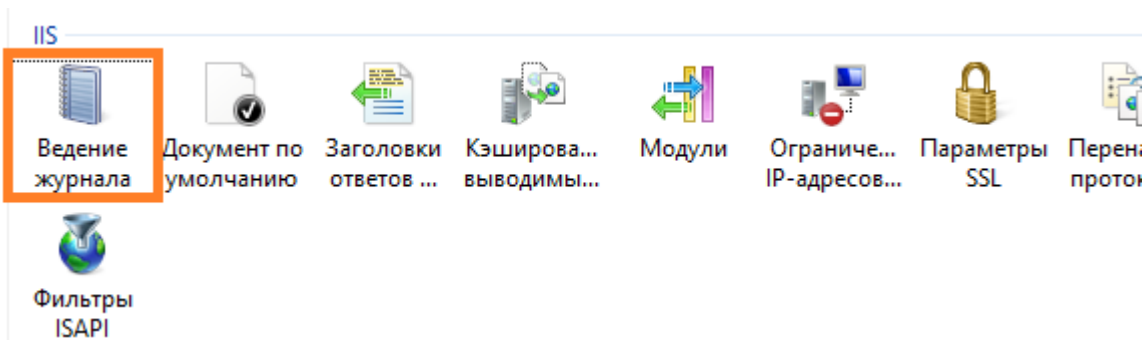 IIS
Ведение
журнала
Документ по
умолчанию
Заголовки
ответов ...
Кэширова...
выводимы...
Модули
Ограниче...
IP-адресов...
Параметры
SSL
Фильтры
ISAPI